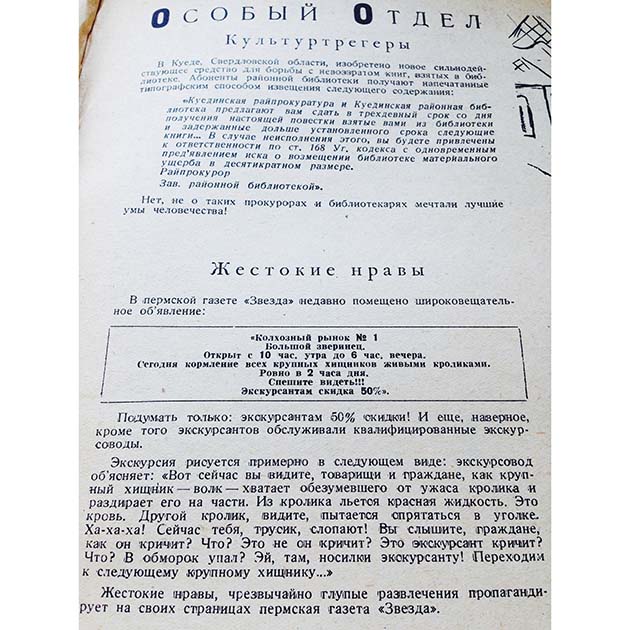 Особый Отдел
Культуртрегеры
В Куеде, Свердловской области, изобретено новое сильнодей-
ствующее средство для борьбы с невозвратом книг, взятых в биб-
лиотеке. Абоненты районной библиотеки получают напечатанные
типографским способом извещения следующего содержания:
«Куединская райпрокуратура и Куединская районная биб-
лиотека предлагают вам сдать в трехдневый срок со дня
получения настоящей повестки взятые вами из библиотеки
и задержанные дольше установленного срока следующие
книги... В случае неисполнения этого, вы будете привлечены
к ответственности по ст. 168 Уг. кодекса с одновременным
пред'явлением иска о возмещении библиотеке материального
ущерба в десятикратном размере.
Райпрокурор
Зав. районной библиотекой».
Нет, не о таких прокурорах и библиотекарях мечтали лучшие
умы человечества!
Жестокие нравы
В пермской газете «Звезда» недавно помещено широковещатель-
ное об'явление:
«Колхозный рынок № 1
Большой зверинец.
Открыт с 10 час. утра до 6 час. вечера.
Сегодня кормление всех крупных хищников живыми кроликами.
Ровно в 2 часа дня.
Спешите видеть!!!
Экскурсантам скидка 50%».
Подумать только: экскурсантам 50% скидки! И еще, наверное,
кроме того экскурсантов обслуживали квалифицированные экскур-
соводы.
Экскурсия рисуется примерно в следующем виде: экскурсовод
об'ясняет: «Вот сейчас вы видите, товарищи и граждане, как круп-
ный хищник — волк — хватает обезумевшего от ужаса кролика и
раздирает его на части. Из кролика льется красная жидкость. Это
кровь. Другой кролик, видите, пытается спрятаться в уголке.
Ха-ха-ха! Сейчас тебя, трусик, слопают! Вы слышите, граждане,
как он кричит? Что? Это не он кричит? Это экскурсант кричит?
Что? В обморок упал? Эй, там, носилки экскурсанту! Переходим
к следующему крупному хищнику...»
Жестокие нравы, чрезвычайно глупые развлечения пропаганди-
рует на своих страницах пермская газета «Звезда».